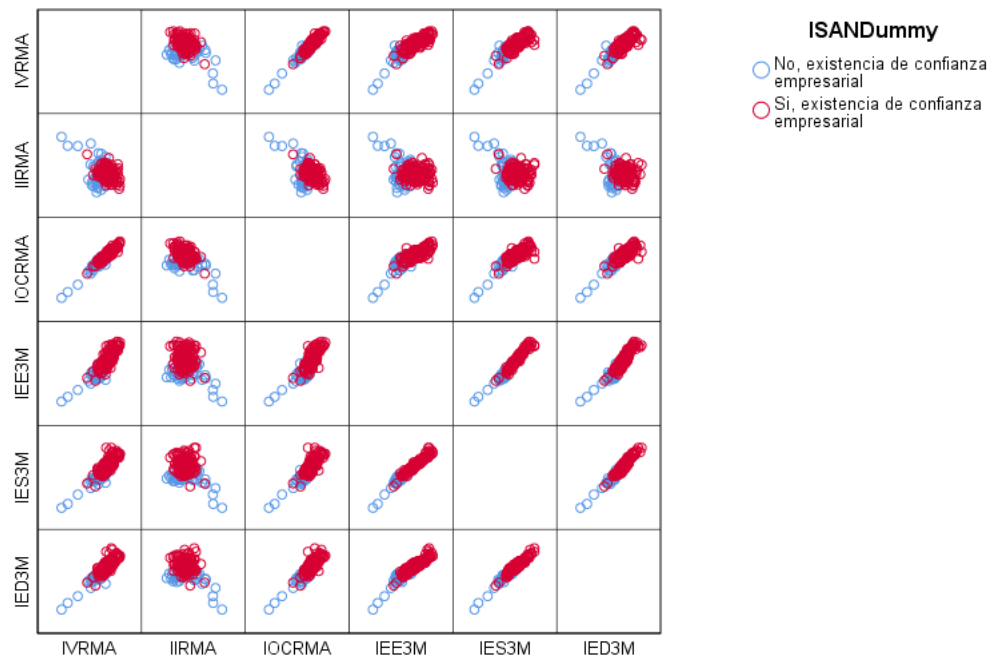 ISANDummy
No, existencia de confianza
empresarial
Si, existencia de confianza
empresarial
IVRMA
IIRMA
IOCRMA
IEE3M
IES3M
IED3M
IVRMA
IIRMA
IOCRMA
IEE3M
IES3M
IED3M